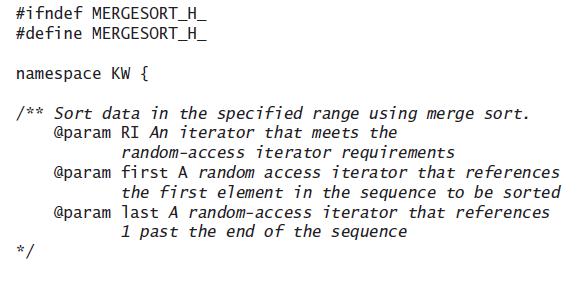 #ifndef MERGESORT_H_
#define MERGESORT_H_
namespace KW {
/** Sort data in the specified range using merge sort.
@param RI An iterator that meets the
random-access iterator requirements
@param first A random access iterator that references
the first element in the sequence to be sorted
@param last A random-access iterator that references
1 past the end of the sequence
*/